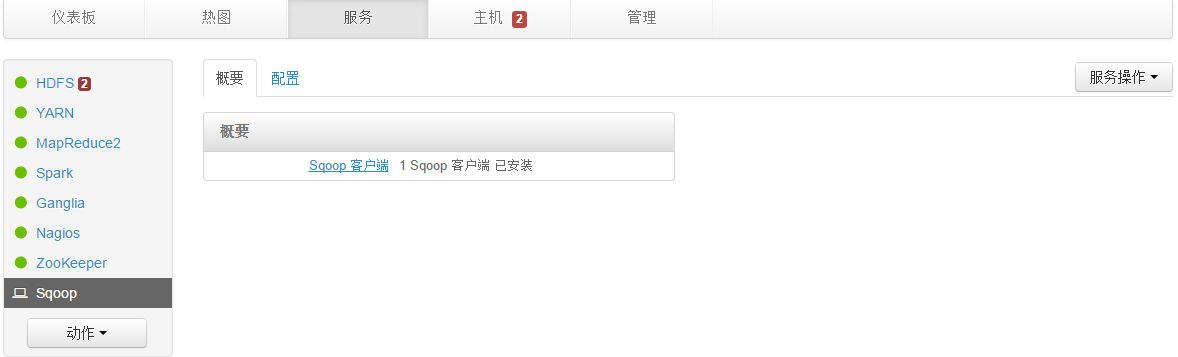 仪表板 热图 服务 主机 2 管理
HDFS 2
YARN
MapReduce2
Spark
Ganglia
Nagios
ZooKeeper
Sqoop
动作
概要 配置 服务操作
概要
Sqoop 客户端 1 Sqoop 客户端 已安装